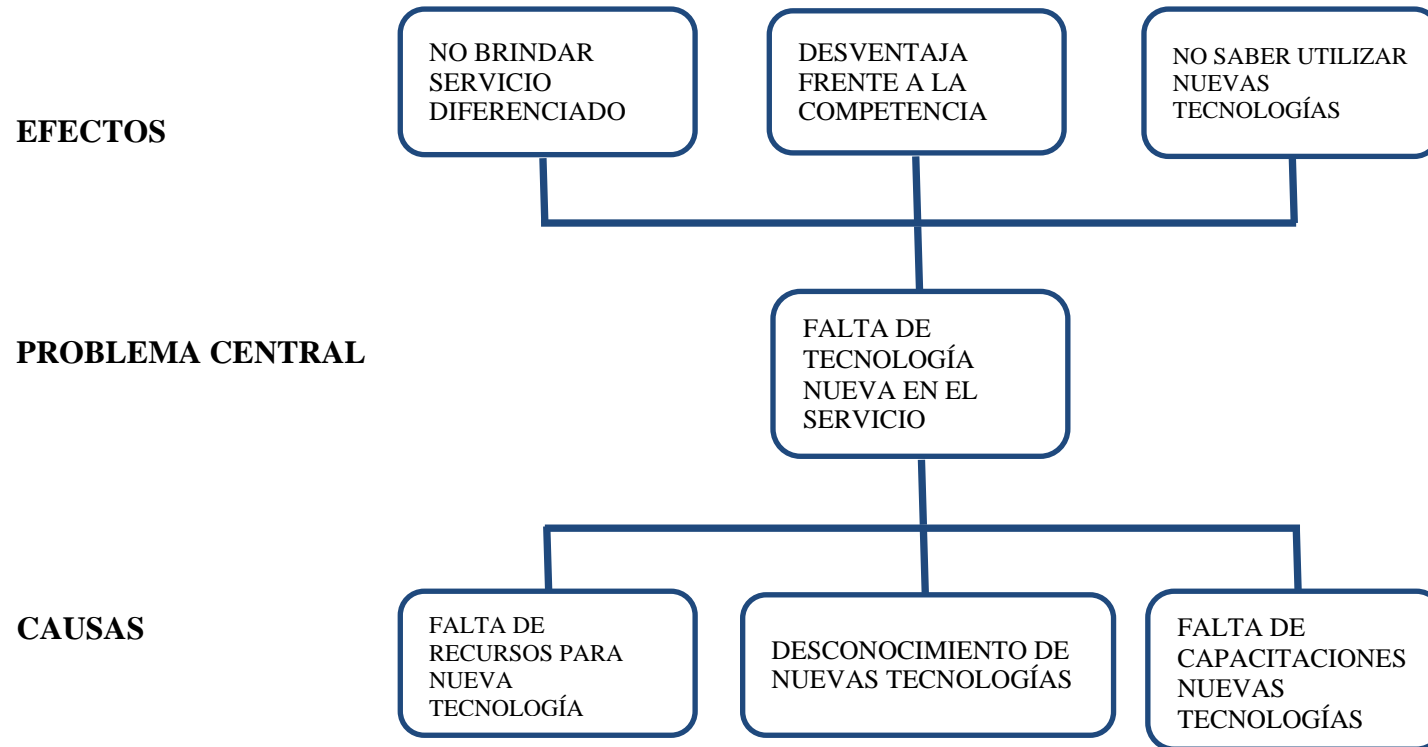 NO BRINDAR
SERVICIO
DIFERENCIADO
DESVENTAJA
FRENTE A LA
COMPETENCIA
NO SABER UTILIZAR
NUEVAS
TECNOLOGÍAS
EFECTOS
PROBLEMA CENTRAL
FALTA DE
TECNOLOGÍA
NUEVA EN EL
SERVICIO
CAUSAS
FALTA DE
RECURSOS PARA
NUEVA
TECNOLOGÍA
DESCONOCIMIENTO DE
NUEVAS TECNOLOGÍAS
FALTA DE
CAPACITACIONES
NUEVAS
TECNOLOGÍAS